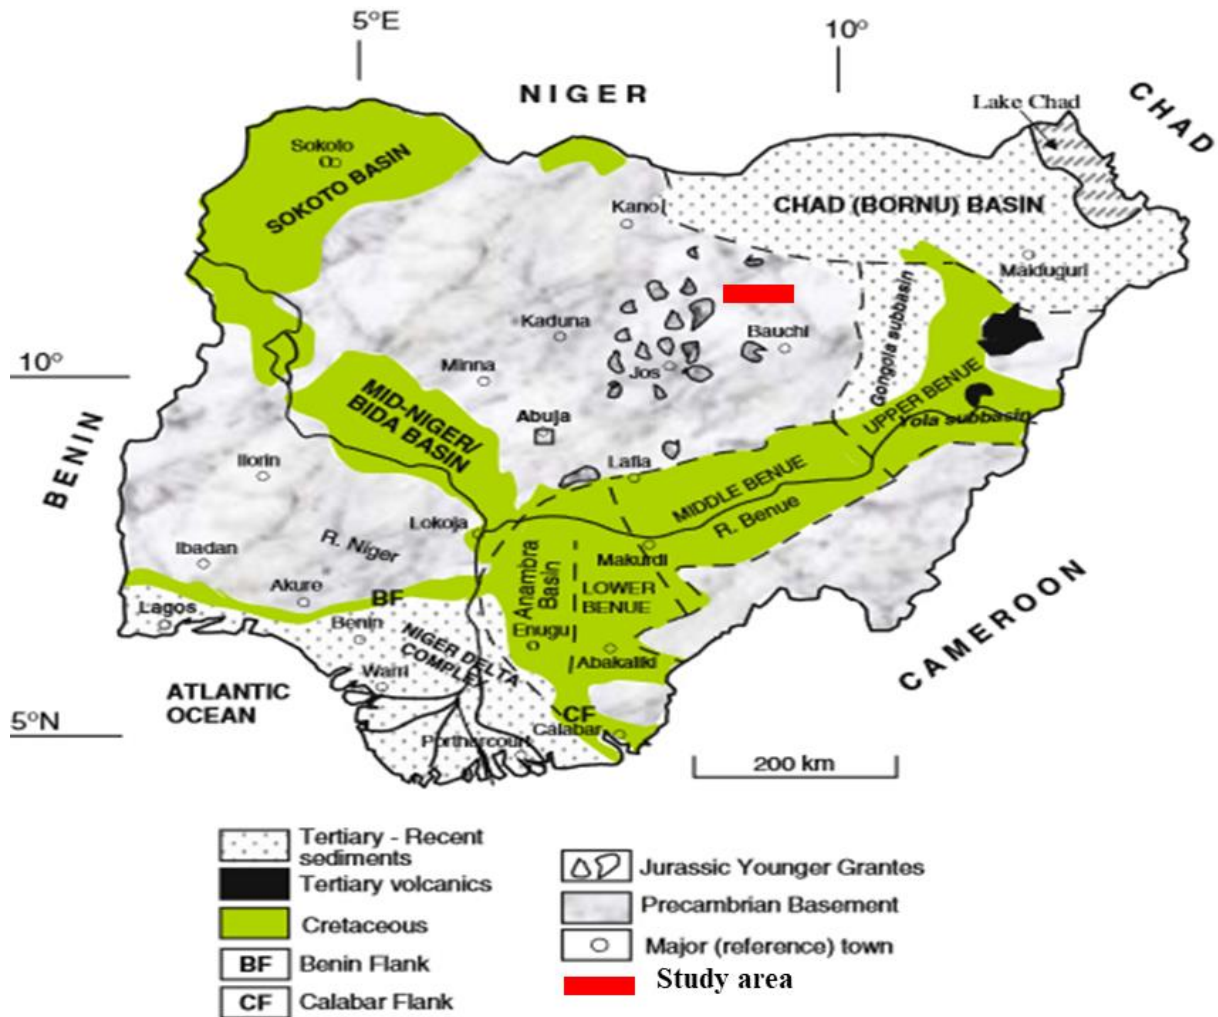 5°E
10°
NIGER
Lake Chad
CHAD
Sokoto
SOKOTO BASIN
Kano
CHAD (BORNU) BASIN
Maiduguri
Gongola subbasin
Kaduna
Bauchi
10°
Minna
Jos
UPPER BENUE
MID-NIGER/
BIDA BASIN
Abuja
Yola subbasin
BENIN
Ilorin
Lafia
MIDDLE BENUE
R. Benue
Lokoja
R. Niger
Ibadan
Makurdi
Anambra
Basin
LOWER
BENUE
Akure
BF
Lagos
Benin
Enugu
Abakaliki
CAMEROON
NIGER DELTA
COMPLEX
Warri
ATLANTIC
OCEAN
CF
Calabar
5°N
Portharcourt
200 km
Tertiary - Recent
sediments
Tertiary volcanics
Cretaceous
BF Benin Flank
CF Calabar Flank
Jurassic Younger Grantes
Precambrian Basement
Major (reference) town
Study area